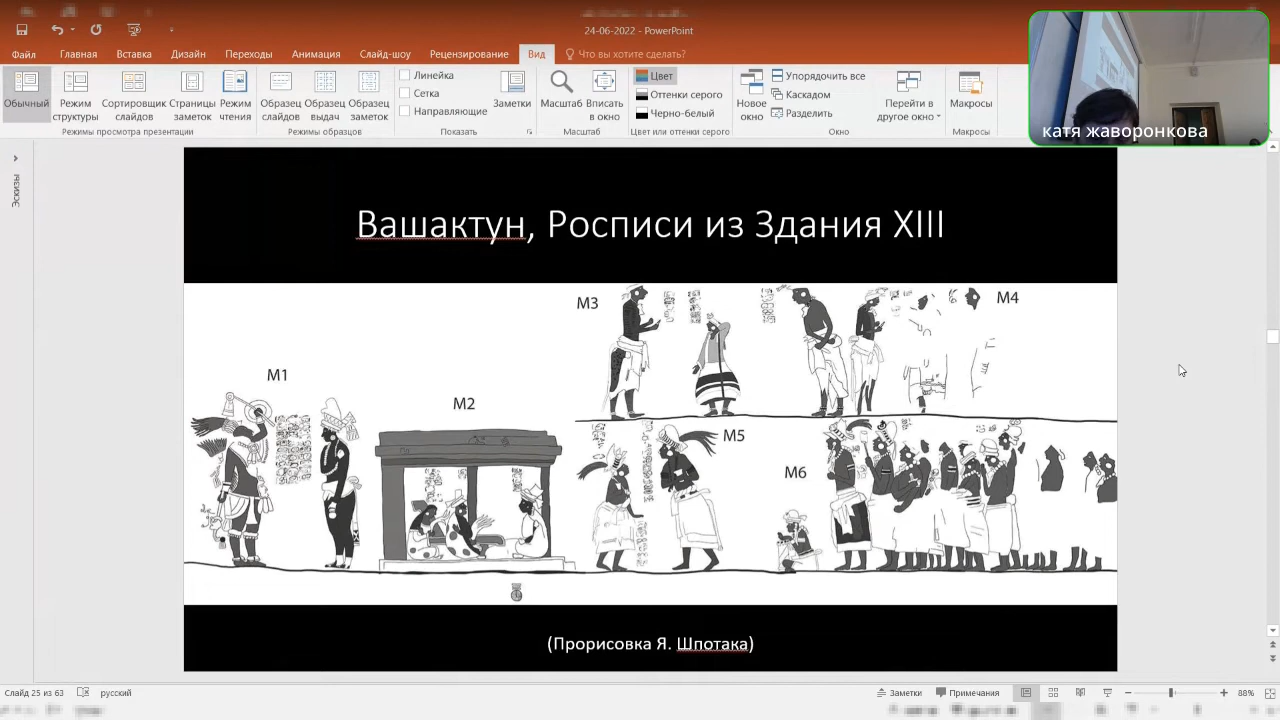 24-06-2022 - PowerPoint
Файл Главная Вставка Дизайн Переходы Анимация Слайд-шоу Рецензирование Вид Что вы хотите сделать?
Обычный
Режим структуры
Сортировщик слайдов
Страницы заметок
Режим чтения
Режимы просмотра презентации
Образец слайдов
Образец выдач
Образец заметок
Режимы образцов
Линейка
Сетка
Направляющие
Показать
Заметки
Масштаб
Вписать в окно
Масштаб
Цвет
Оттенки серого
Черно-белый
Цвет или оттенки серого
Новое окно
Упорядочить все
Каскадом
Разделить
Перейти в другое окно
Окно
Макросы
Макросы
катя жаворонкова
Эскизы
Вашактун, Росписи из Здания XIII
M3
M4
M1
M2
M5
M6
(Прорисовка Я. Шпотака)
Слайд 25 из 63 русский Заметки Примечания 88%